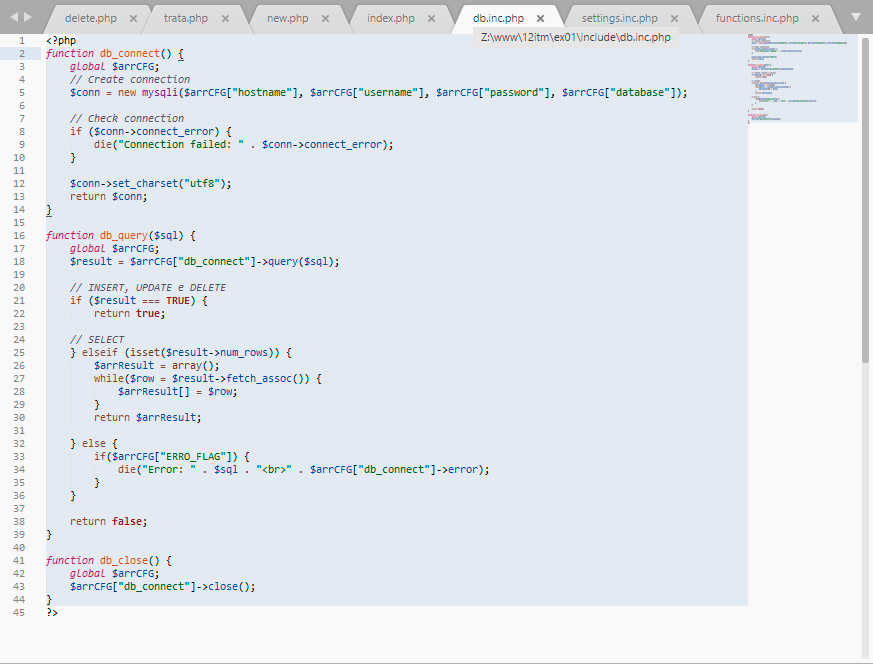 delete.php × trata.php × new.php × index.php × db.inc.php × settings.inc.php × functions.inc.php ×
Z:\www\12itm\ex01\include\db.inc.php
1 <?php
2 function db_connect() {
3     global $arrCFG;
4     // Create connection
5     $conn = new mysqli($arrCFG["hostname"], $arrCFG["username"], $arrCFG["password"], $arrCFG["database"]);
6
7     // Check connection
8     if ($conn->connect_error) {
9         die("Connection failed: " . $conn->connect_error);
10     }
11
12     $conn->set_charset("utf8");
13     return $conn;
14 }
15
16 function db_query($sql) {
17     global $arrCFG;
18     $result = $arrCFG["db_connect"]->query($sql);
19
20     // INSERT, UPDATE e DELETE
21     if ($result === TRUE) {
22         return true;
23
24     // SELECT
25     } elseif (isset($result->num_rows)) {
26         $arrResult = array();
27         while($row = $result->fetch_assoc()) {
28             $arrResult[] = $row;
29         }
30         return $arrResult;
31
32     } else {
33         if($arrCFG["ERRO_FLAG"]) {
34             die("Error: " . $sql . "<br>" . $arrCFG["db_connect"]->error);
35         }
36     }
37
38     return false;
39 }
40
41 function db_close() {
42     global $arrCFG;
43     $arrCFG["db_connect"]->close();
44 }
45 ?>